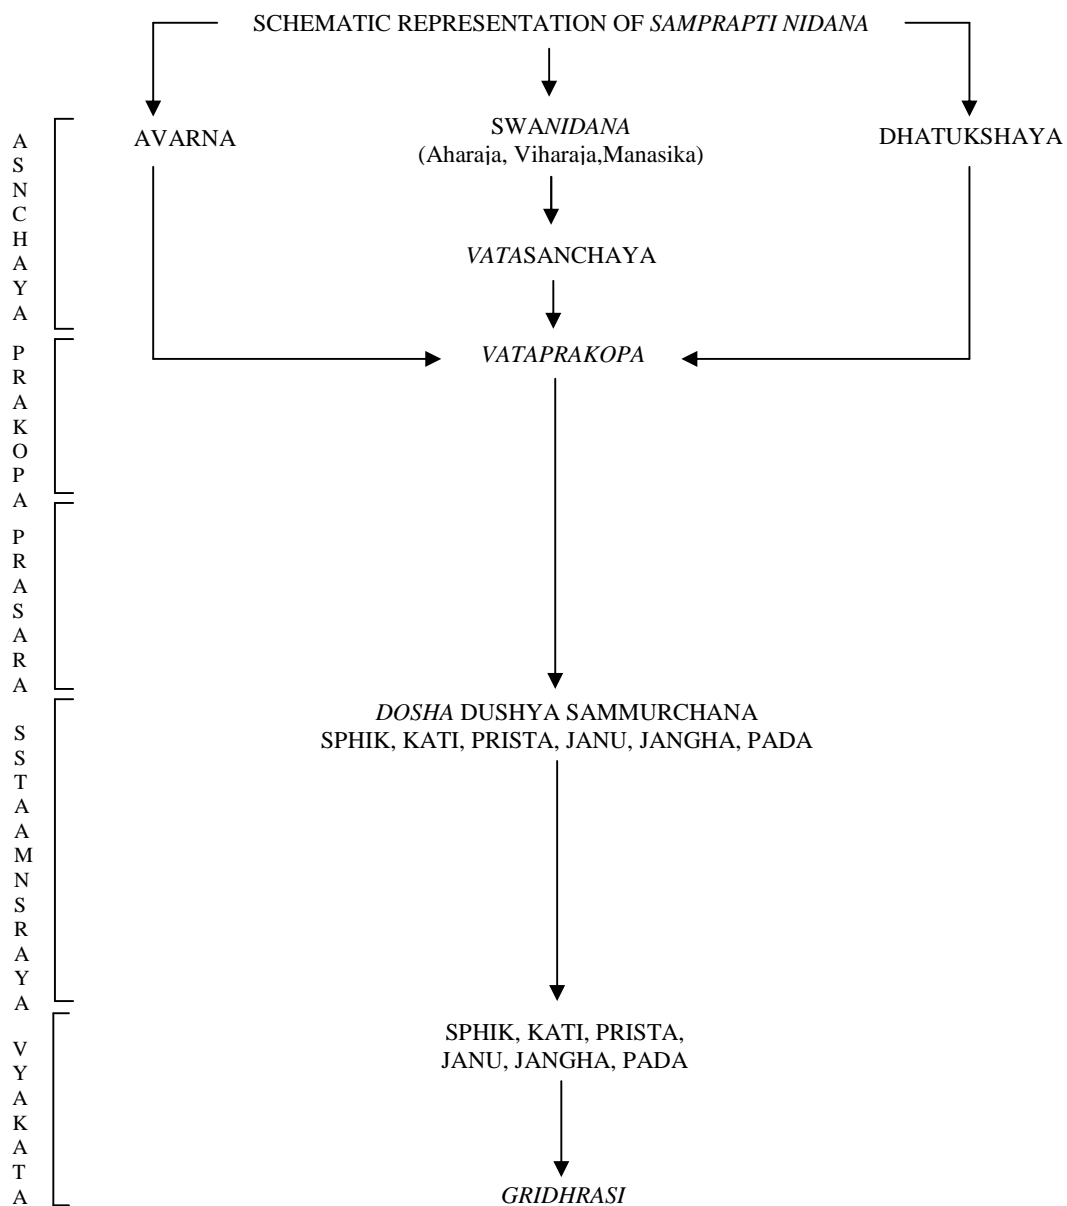 SCHEMATIC REPRESENTATION OF SAMPRAPTI NIDANA
AVARNA
SWANIDANA
(Aharaja, Viharaja,Manasika)
DHATUKSHAYA
VATASANCHAYA
VATAPRAKOPA
DOSHA DUSHYA SAMMURCHANA
SPHIK, KATI, PRISTA, JANU, JANGHA, PADA
SPHIK, KATI, PRISTA,
JANU, JANGHA, PADA
GRIDHRASI
ASNCHAYA
PRAKOPA
PRASARA
SSTAAMNSRAYA
VYAKATA